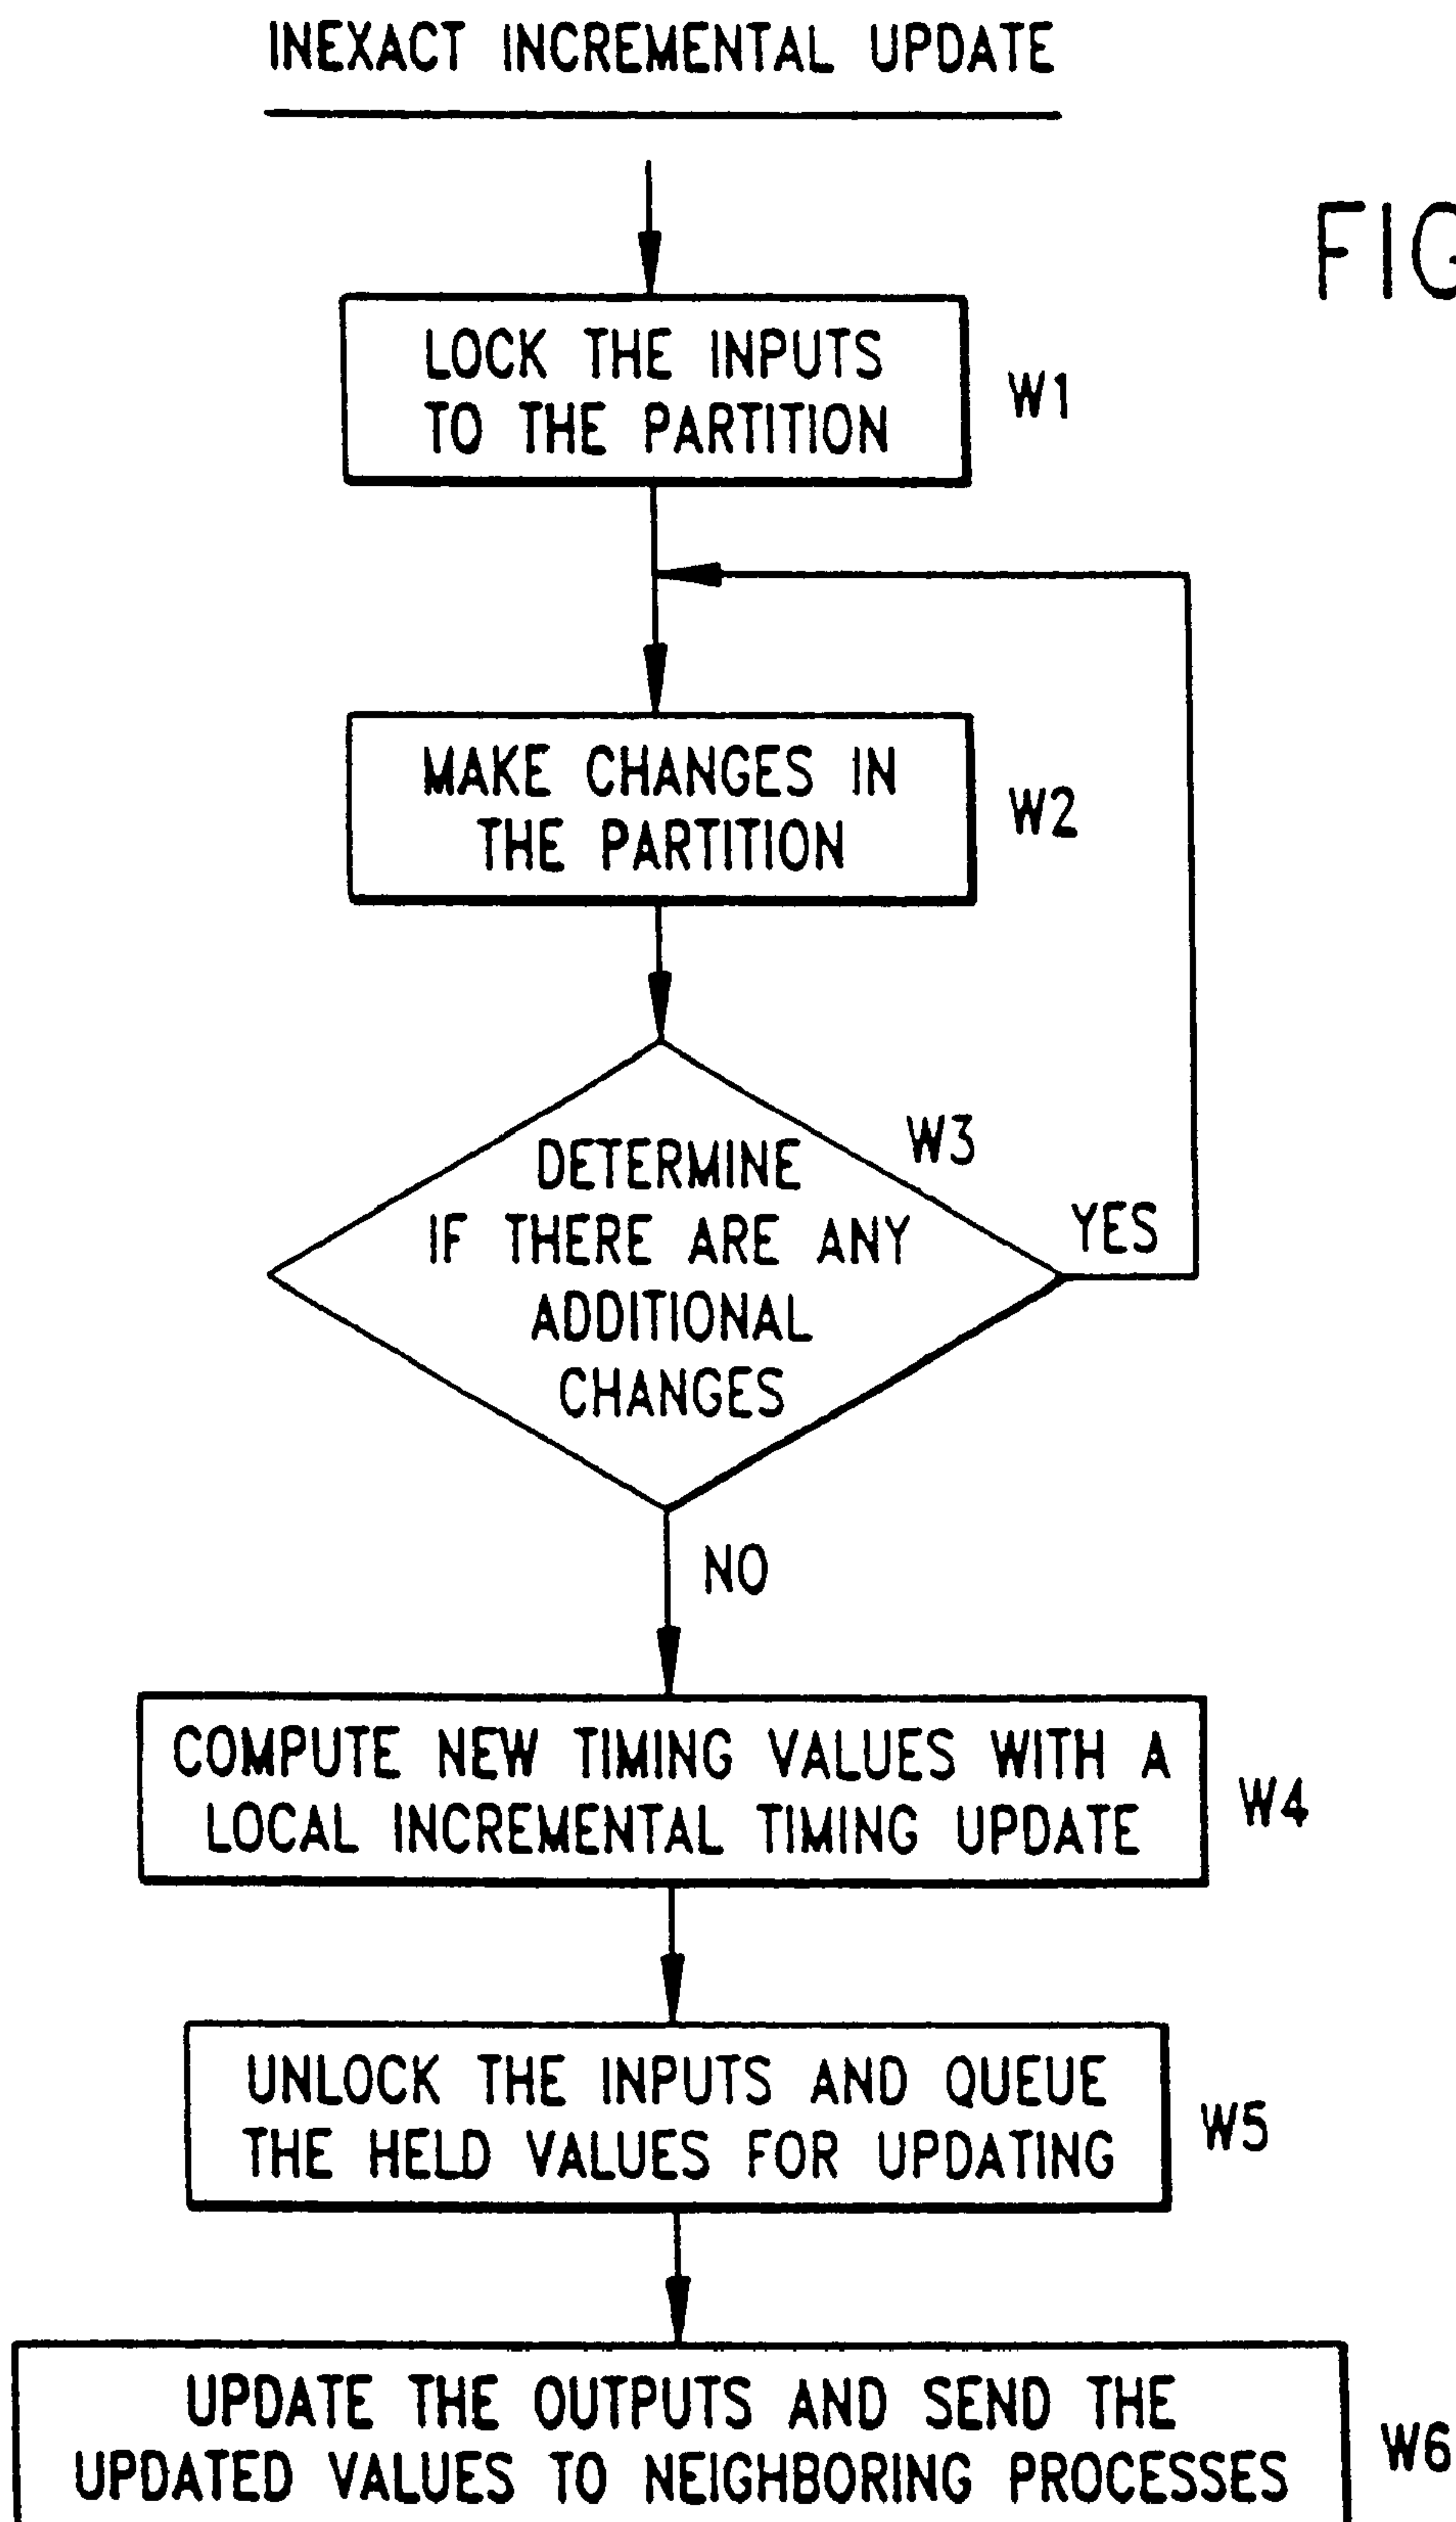 INEXACT INCREMENTAL UPDATE
FIG
LOCK THE INPUTS
TO THE PARTITION
W1
MAKE CHANGES IN
THE PARTITION
W2
W3
DETERMINE
IF THERE ARE ANY
ADDITIONAL
CHANGES
YES
NO
COMPUTE NEW TIMING VALUES WITH A
LOCAL INCREMENTAL TIMING UPDATE
W4
UNLOCK THE INPUTS AND QUEUE
THE HELD VALUES FOR UPDATING
W5
UPDATE THE OUTPUTS AND SEND THE
UPDATED VALUES TO NEIGHBORING PROCESSES
W6